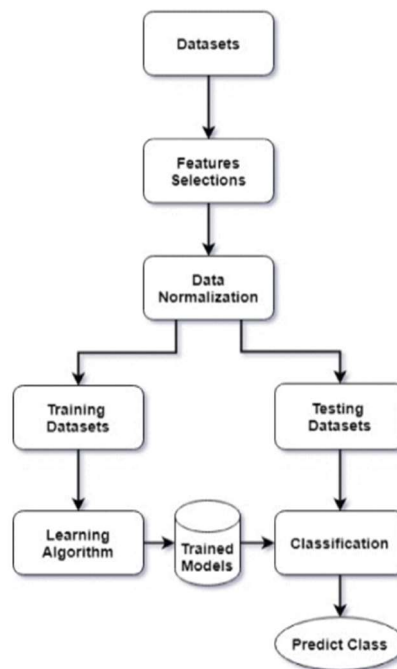 Datasets
Features
Selections
Data
Normalization
Training
Datasets
Testing
Datasets
Learning
Algorithm
Trained
Models
Classification
Predict Class